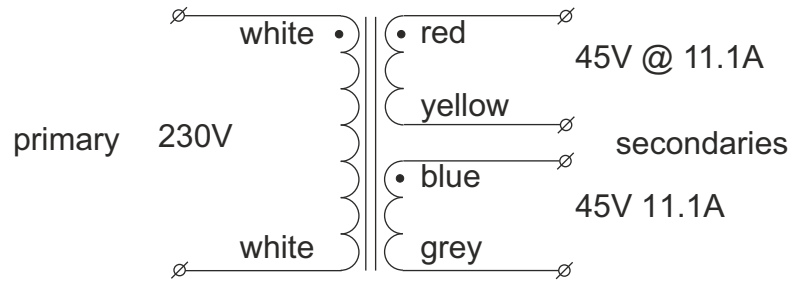 white
red
45V @ 11.1A
yellow
primary 230V
secondaries
blue
45V 11.1A
white
grey